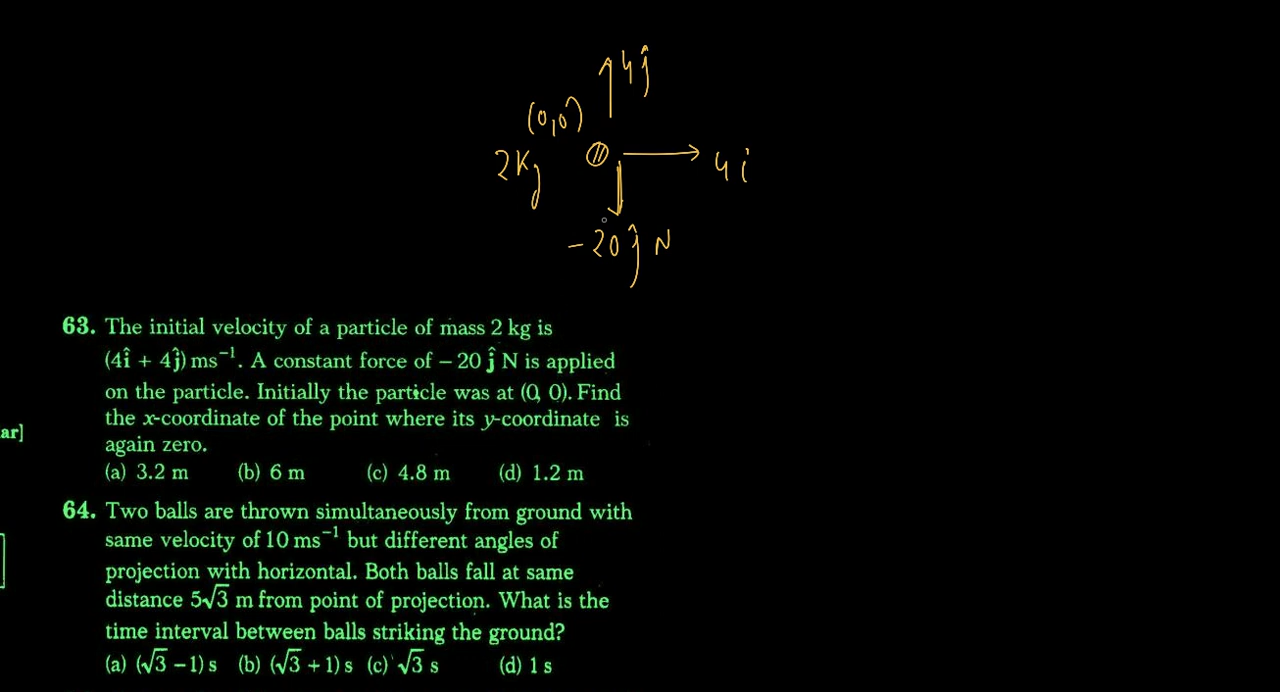 4ĵ
(0,0)
2Kg
4 î
-20 ĵ N
63. The initial velocity of a particle of mass 2 kg is
(4î + 4ĵ) ms⁻¹. A constant force of – 20 ĵ N is applied
on the particle. Initially the particle was at (0, 0). Find
the x-coordinate of the point where its y-coordinate is
again zero.
(a) 3.2 m (b) 6 m (c) 4.8 m (d) 1.2 m
ar]
64. Two balls are thrown simultaneously from ground with
same velocity of 10 ms⁻¹ but different angles of
projection with horizontal. Both balls fall at same
distance 5√3 m from point of projection. What is the
time interval between balls striking the ground?
(a) (√3 – 1) s (b) (√3 + 1) s (c) √3 s (d) 1 s